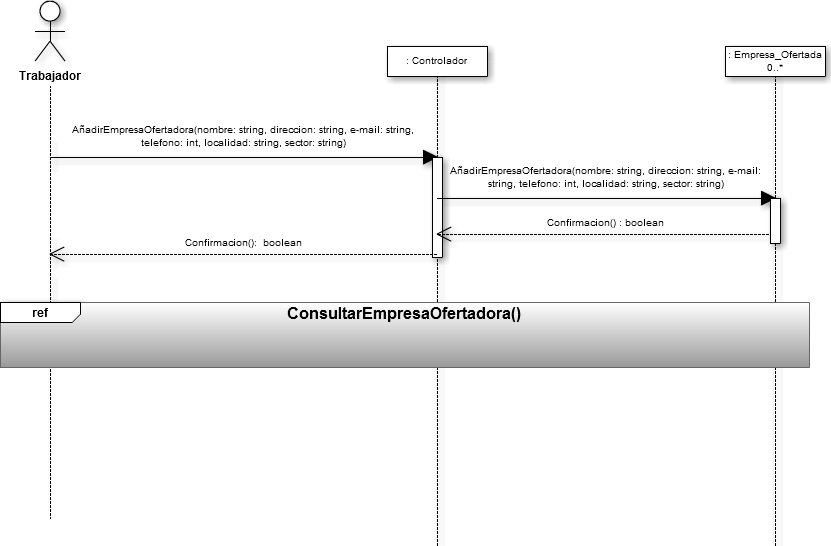 Trabajador
: Controlador
: Empresa_Ofertada
0..*
AñadirEmpresaOfertadora(nombre: string, direccion: string, e-mail: string,
telefono: int, localidad: string, sector: string)
AñadirEmpresaOfertadora(nombre: string, direccion: string, e-mail:
string, telefono: int, localidad: string, sector: string)
Confirmacion() : boolean
Confirmacion(): boolean
ref
ConsultarEmpresaOfertadora()